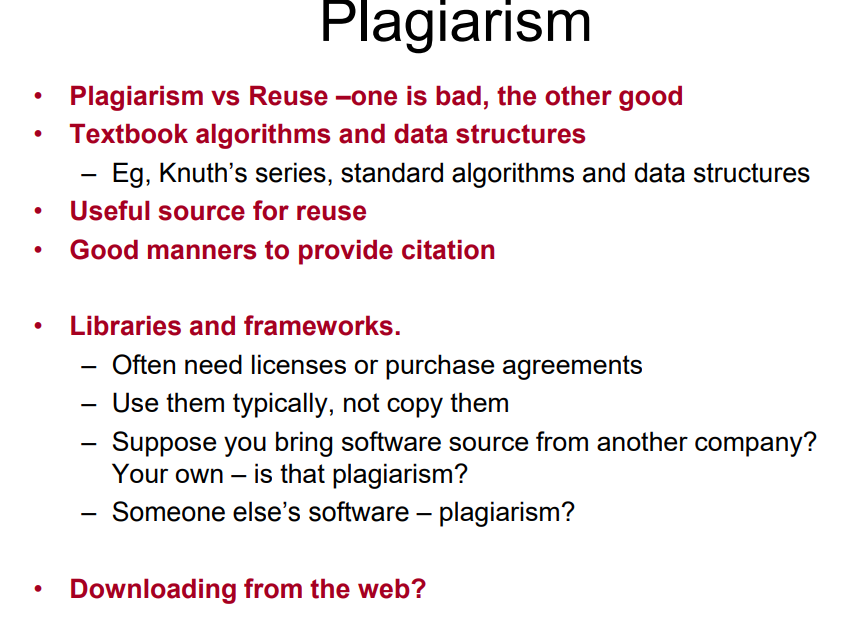 Plagiarism
• Plagiarism vs Reuse –one is bad, the other good
• Textbook algorithms and data structures
– Eg, Knuth's series, standard algorithms and data structures
• Useful source for reuse
• Good manners to provide citation
• Libraries and frameworks.
– Often need licenses or purchase agreements
– Use them typically, not copy them
– Suppose you bring software source from another company?
Your own – is that plagiarism?
– Someone else's software – plagiarism?
• Downloading from the web?